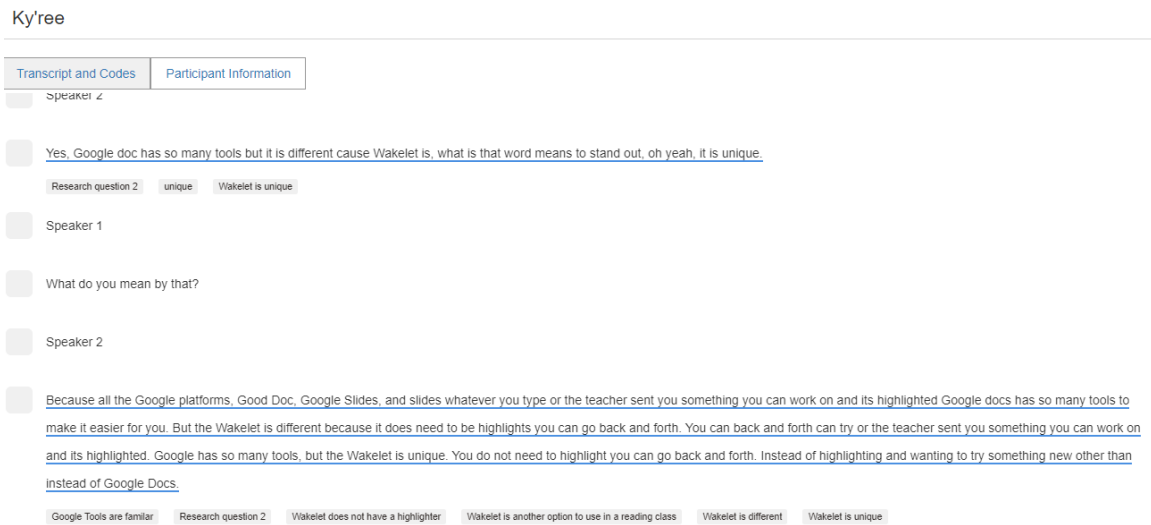 Ky'ree
Transcript and Codes Participant Information
Speaker 2
Yes, Google doc has so many tools but it is different cause Wakelet is, what is that word means to stand out, oh yeah, it is unique.
Research question 2 unique Wakelet is unique
Speaker 1
What do you mean by that?
Speaker 2
Because all the Google platforms, Good Doc, Google Slides, and slides whatever you type or the teacher sent you something you can work on and its highlighted Google docs has so many tools to
make it easier for you. But the Wakelet is different because it does need to be highlights you can go back and forth. You can back and forth can try or the teacher sent you something you can work on
and its highlighted. Google has so many tools, but the Wakelet is unique. You do not need to highlight you can go back and forth. Instead of highlighting and wanting to try something new other than
instead of Google Docs.
Google Tools are familar Research question 2 Wakelet does not have a highlighter Wakelet is another option to use in a reading class Wakelet is different Wakelet is unique